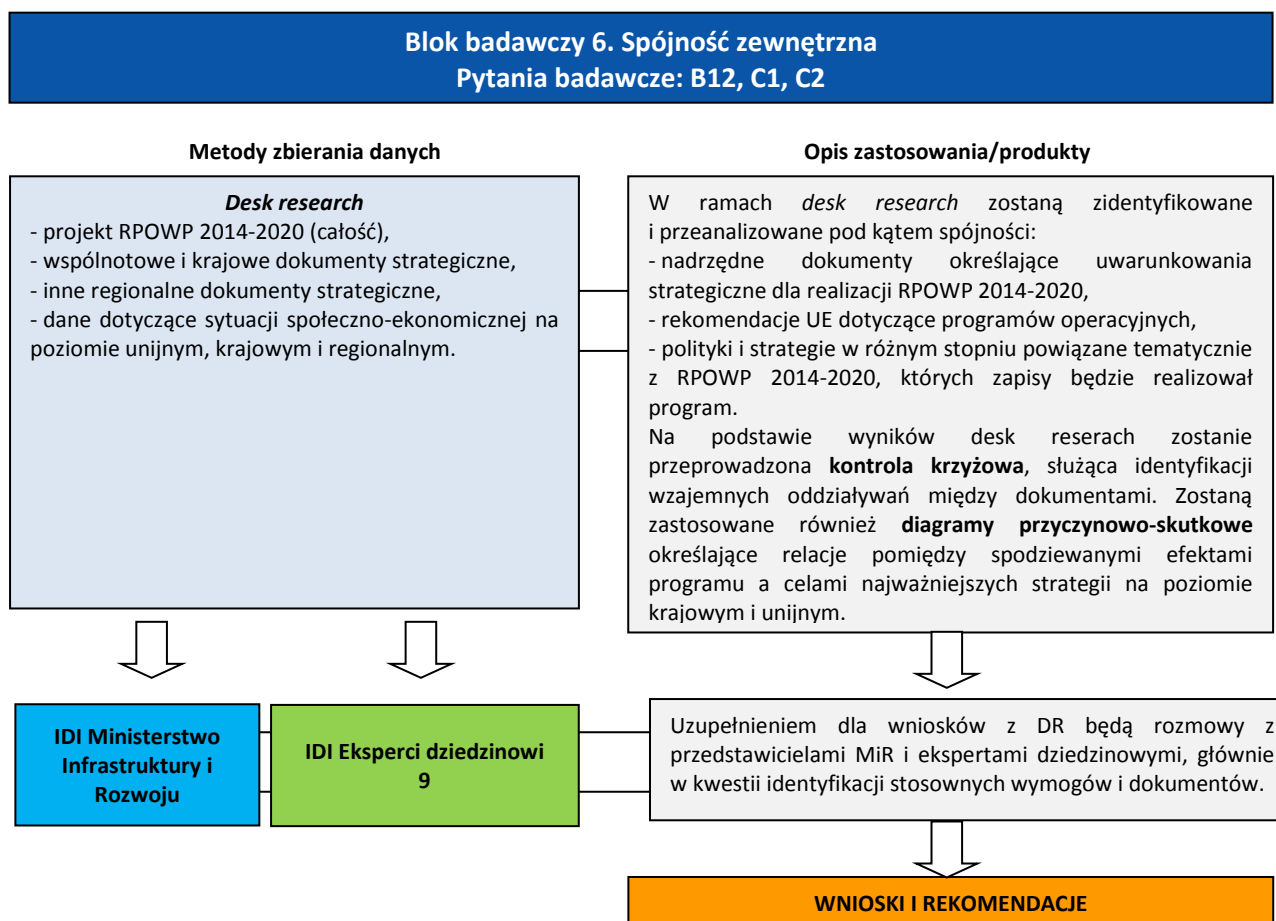 Blok badawczy 6. Spójność zewnętrzna
Pytania badawcze: B12, C1, C2
Metody zbierania danych
Opis zastosowania/produkty
Desk research
- projekt RPOWP 2014-2020 (całość),
- wspólnotowe i krajowe dokumenty strategiczne,
- inne regionalne dokumenty strategiczne,
- dane dotyczące sytuacji społeczno-ekonomicznej na
poziomie unijnym, krajowym i regionalnym.
W ramach desk research zostaną zidentyfikowane
i przeanalizowane pod kątem spójności:
- nadrzędne dokumenty określające uwarunkowania
strategiczne dla realizacji RPOWP 2014-2020,
- rekomendacje UE dotyczące programów operacyjnych,
- polityki i strategie w różnym stopniu powiązane tematycznie
z RPOWP 2014-2020, których zapisy będzie realizował
program.
Na podstawie wyników desk reserach zostanie
przeprowadzona kontrola krzyżowa, służąca identyfikacji
wzajemnych oddziaływań między dokumentami. Zostaną
zastosowane również diagramy przyczynowo-skutkowe
określające relacje pomiędzy spodziewanymi efektami
programu a celami najważniejszych strategii na poziomie
krajowym i unijnym.
IDI Ministerstwo
Infrastruktury i
Rozwoju
IDI Eksperci dziedzinowi
9
Uzupełnieniem dla wniosków z DR będą rozmowy z
przedstawicielami MiR i ekspertami dziedzinowymi, głównie
w kwestii identyfikacji stosownych wymogów i dokumentów.
WNIOSKI I REKOMENDACJE